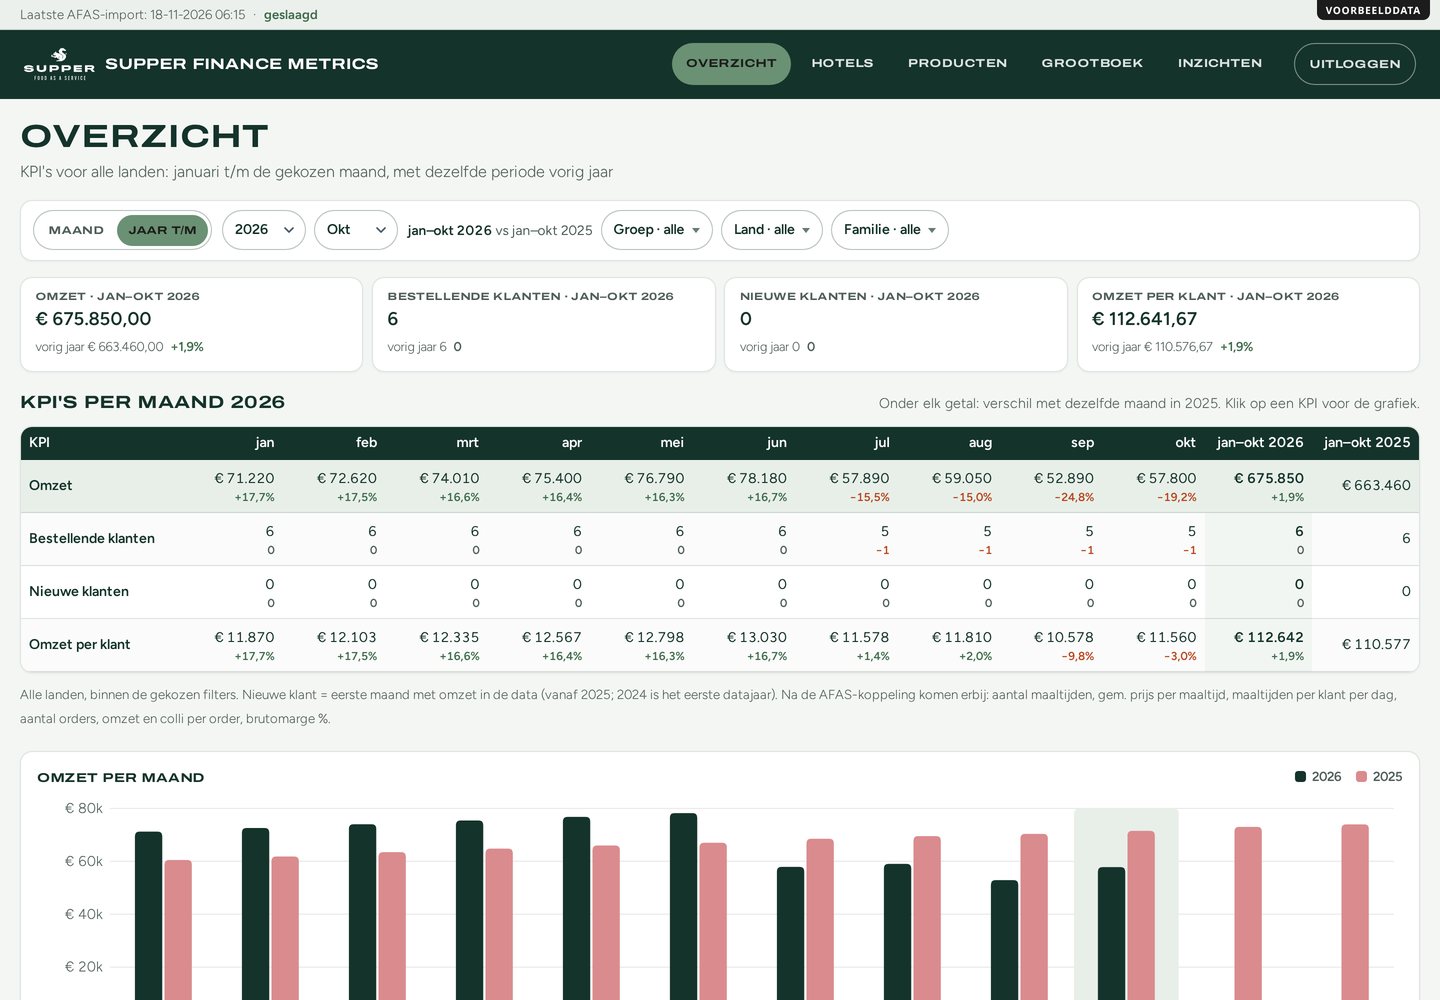 Laatste AFAS-import: 18-11-2026 06:15 · geslaagd
VOORBEELDDATA
SUPPER
FOOD AS A SERVICE
SUPPER FINANCE METRICS
OVERZICHT HOTELS PRODUCTEN GROOTBOEK INZICHTEN UITLOGGEN
OVERZICHT
KPI's voor alle landen: januari t/m de gekozen maand, met dezelfde periode vorig jaar
MAAND JAAR T/M 2026 Okt jan–okt 2026 vs jan–okt 2025 Groep · alle Land · alle Familie · alle
OMZET · JAN–OKT 2026
€ 675.850,00
vorig jaar € 663.460,00 +1,9%
BESTELLENDE KLANTEN · JAN–OKT 2026
6
vorig jaar 6 0
NIEUWE KLANTEN · JAN–OKT 2026
0
vorig jaar 0 0
OMZET PER KLANT · JAN–OKT 2026
€ 112.641,67
vorig jaar € 110.576,67 +1,9%
KPI'S PER MAAND 2026
Onder elk getal: verschil met dezelfde maand in 2025. Klik op een KPI voor de grafiek.
KPI jan feb mrt apr mei jun jul aug sep okt jan–okt 2026 jan–okt 2025
Omzet € 71.220 € 72.620 € 74.010 € 75.400 € 76.790 € 78.180 € 57.890 € 59.050 € 52.890 € 57.800 € 675.850 € 663.460
+17,7% +17,5% +16,6% +16,4% +16,3% +16,7% −15,5% −15,0% −24,8% −19,2% +1,9%
Bestellende klanten 6 6 6 6 6 6 5 5 5 5 6 6
0 0 0 0 0 0 −1 −1 −1 −1 0
Nieuwe klanten 0 0 0 0 0 0 0 0 0 0 0 0
0 0 0 0 0 0 0 0 0 0 0
Omzet per klant € 11.870 € 12.103 € 12.335 € 12.567 € 12.798 € 13.030 € 11.578 € 11.810 € 10.578 € 11.560 € 112.642 € 110.577
+17,7% +17,5% +16,6% +16,4% +16,3% +16,7% +1,4% +2,0% −9,8% −3,0% +1,9%
Alle landen, binnen de gekozen filters. Nieuwe klant = eerste maand met omzet in de data (vanaf 2025; 2024 is het eerste datajaar). Na de AFAS-koppeling komen erbij: aantal maaltijden, gem. prijs per maaltijd, maaltijden per klant per dag,
aantal orders, omzet en colli per order, brutomarge %.
OMZET PER MAAND
2026 2025
€ 80k
€ 60k
€ 40k
€ 20k